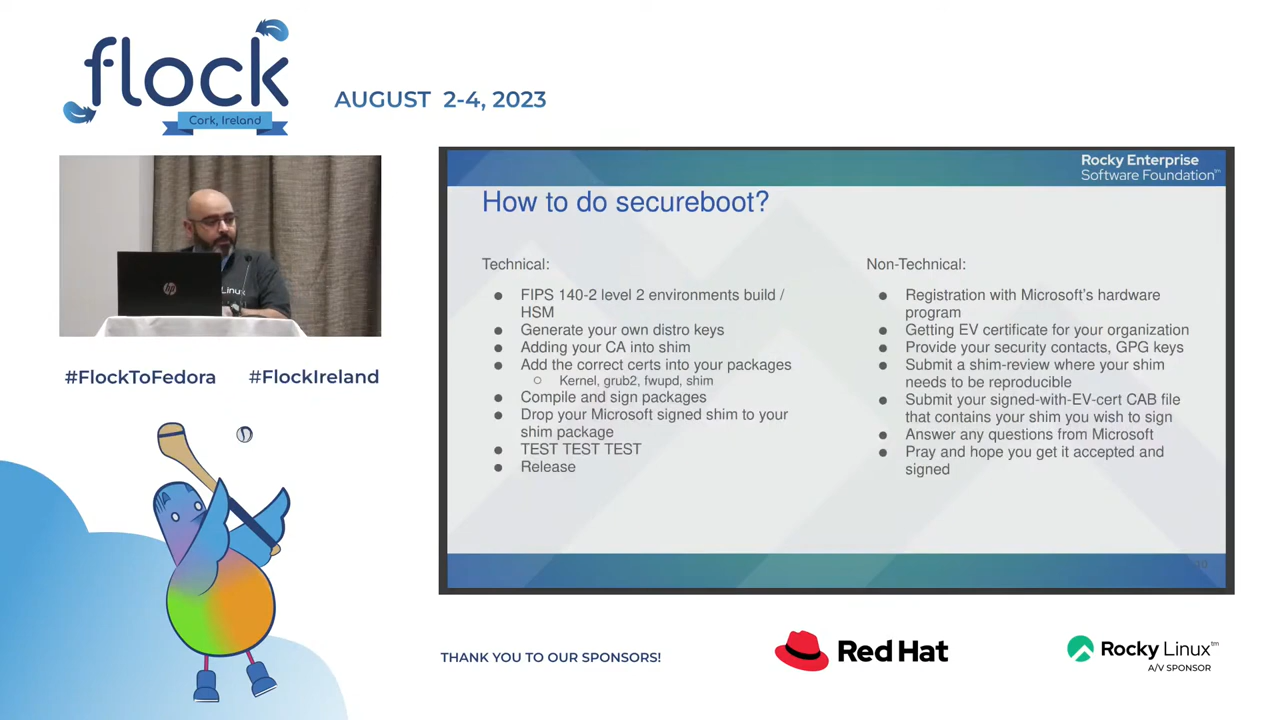 flock
Cork, Ireland
AUGUST 2-4, 2023
hp
Linux
#FlockToFedora #FlockIreland
Rocky Enterprise
Software Foundation™
How to do secureboot?
Technical:
● FIPS 140-2 level 2 environments build /
HSM
● Generate your own distro keys
● Adding your CA into shim
● Add the correct certs into your packages
○ Kernel, grub2, fwupd, shim
● Compile and sign packages
● Drop your Microsoft signed shim to your
shim package
● TEST TEST TEST
● Release
Non-Technical:
● Registration with Microsoft's hardware
program
● Getting EV certificate for your organization
● Provide your security contacts, GPG keys
● Submit a shim-review where your shim
needs to be reproducible
● Submit your signed-with-EV-cert CAB file
that contains your shim you wish to sign
● Answer any questions from Microsoft
● Pray and hope you get it accepted and
signed
THANK YOU TO OUR SPONSORS!
Red Hat
Rocky Linux™
A/V SPONSOR